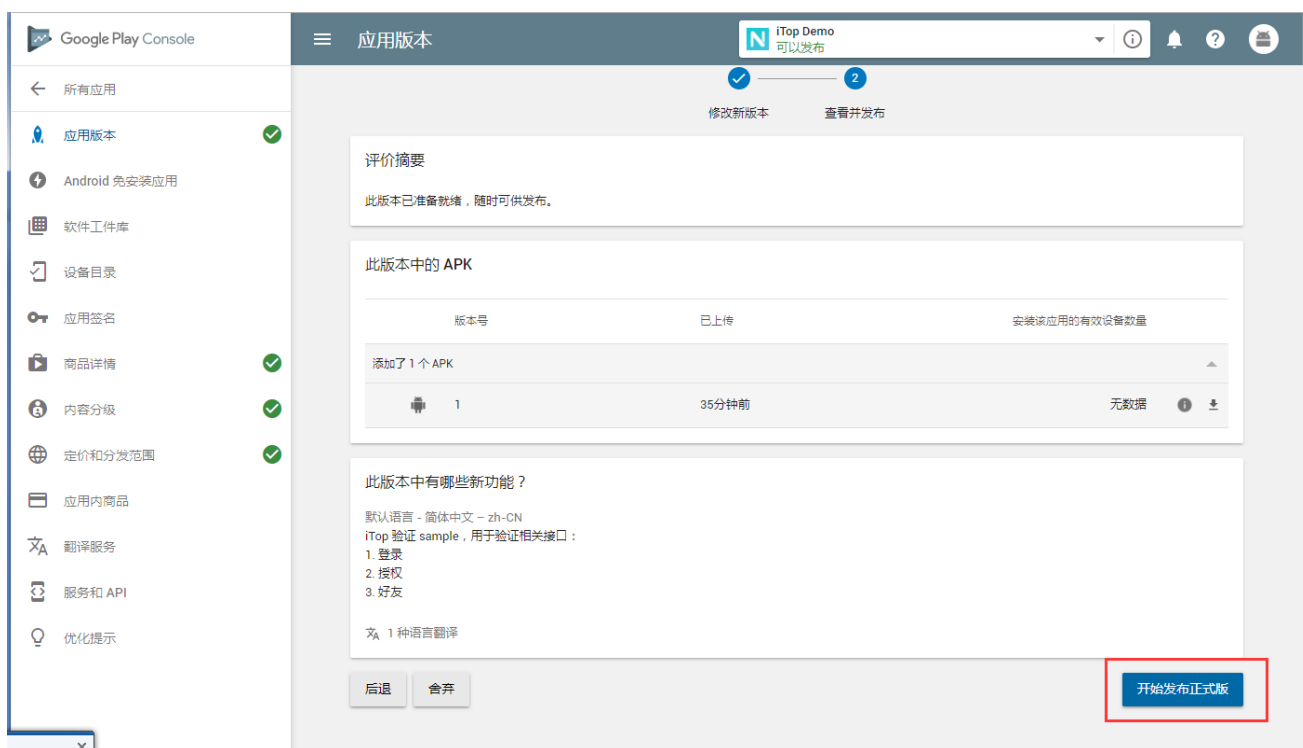 Google Play Console
应用版本
iTop Demo
可以发布
所有应用
应用版本
Android 免安装应用
软件工件库
设备目录
应用签名
商品详情
内容分级
定价和分发范围
应用内商品
翻译服务
服务和 API
优化提示
2
修改新版本
查看并发布
评价摘要
此版本已准备就绪，随时可供发布。
此版本中的 APK
版本号 已上传 安装该应用的有效设备数量
添加了 1 个 APK
1 35分钟前 无数据
此版本中有哪些新功能？
默认语言 - 简体中文 – zh-CN
iTop 验证 sample，用于验证相关接口：
1. 登录
2. 授权
3. 好友
1 种语言翻译
后退 舍弃 开始发布正式版